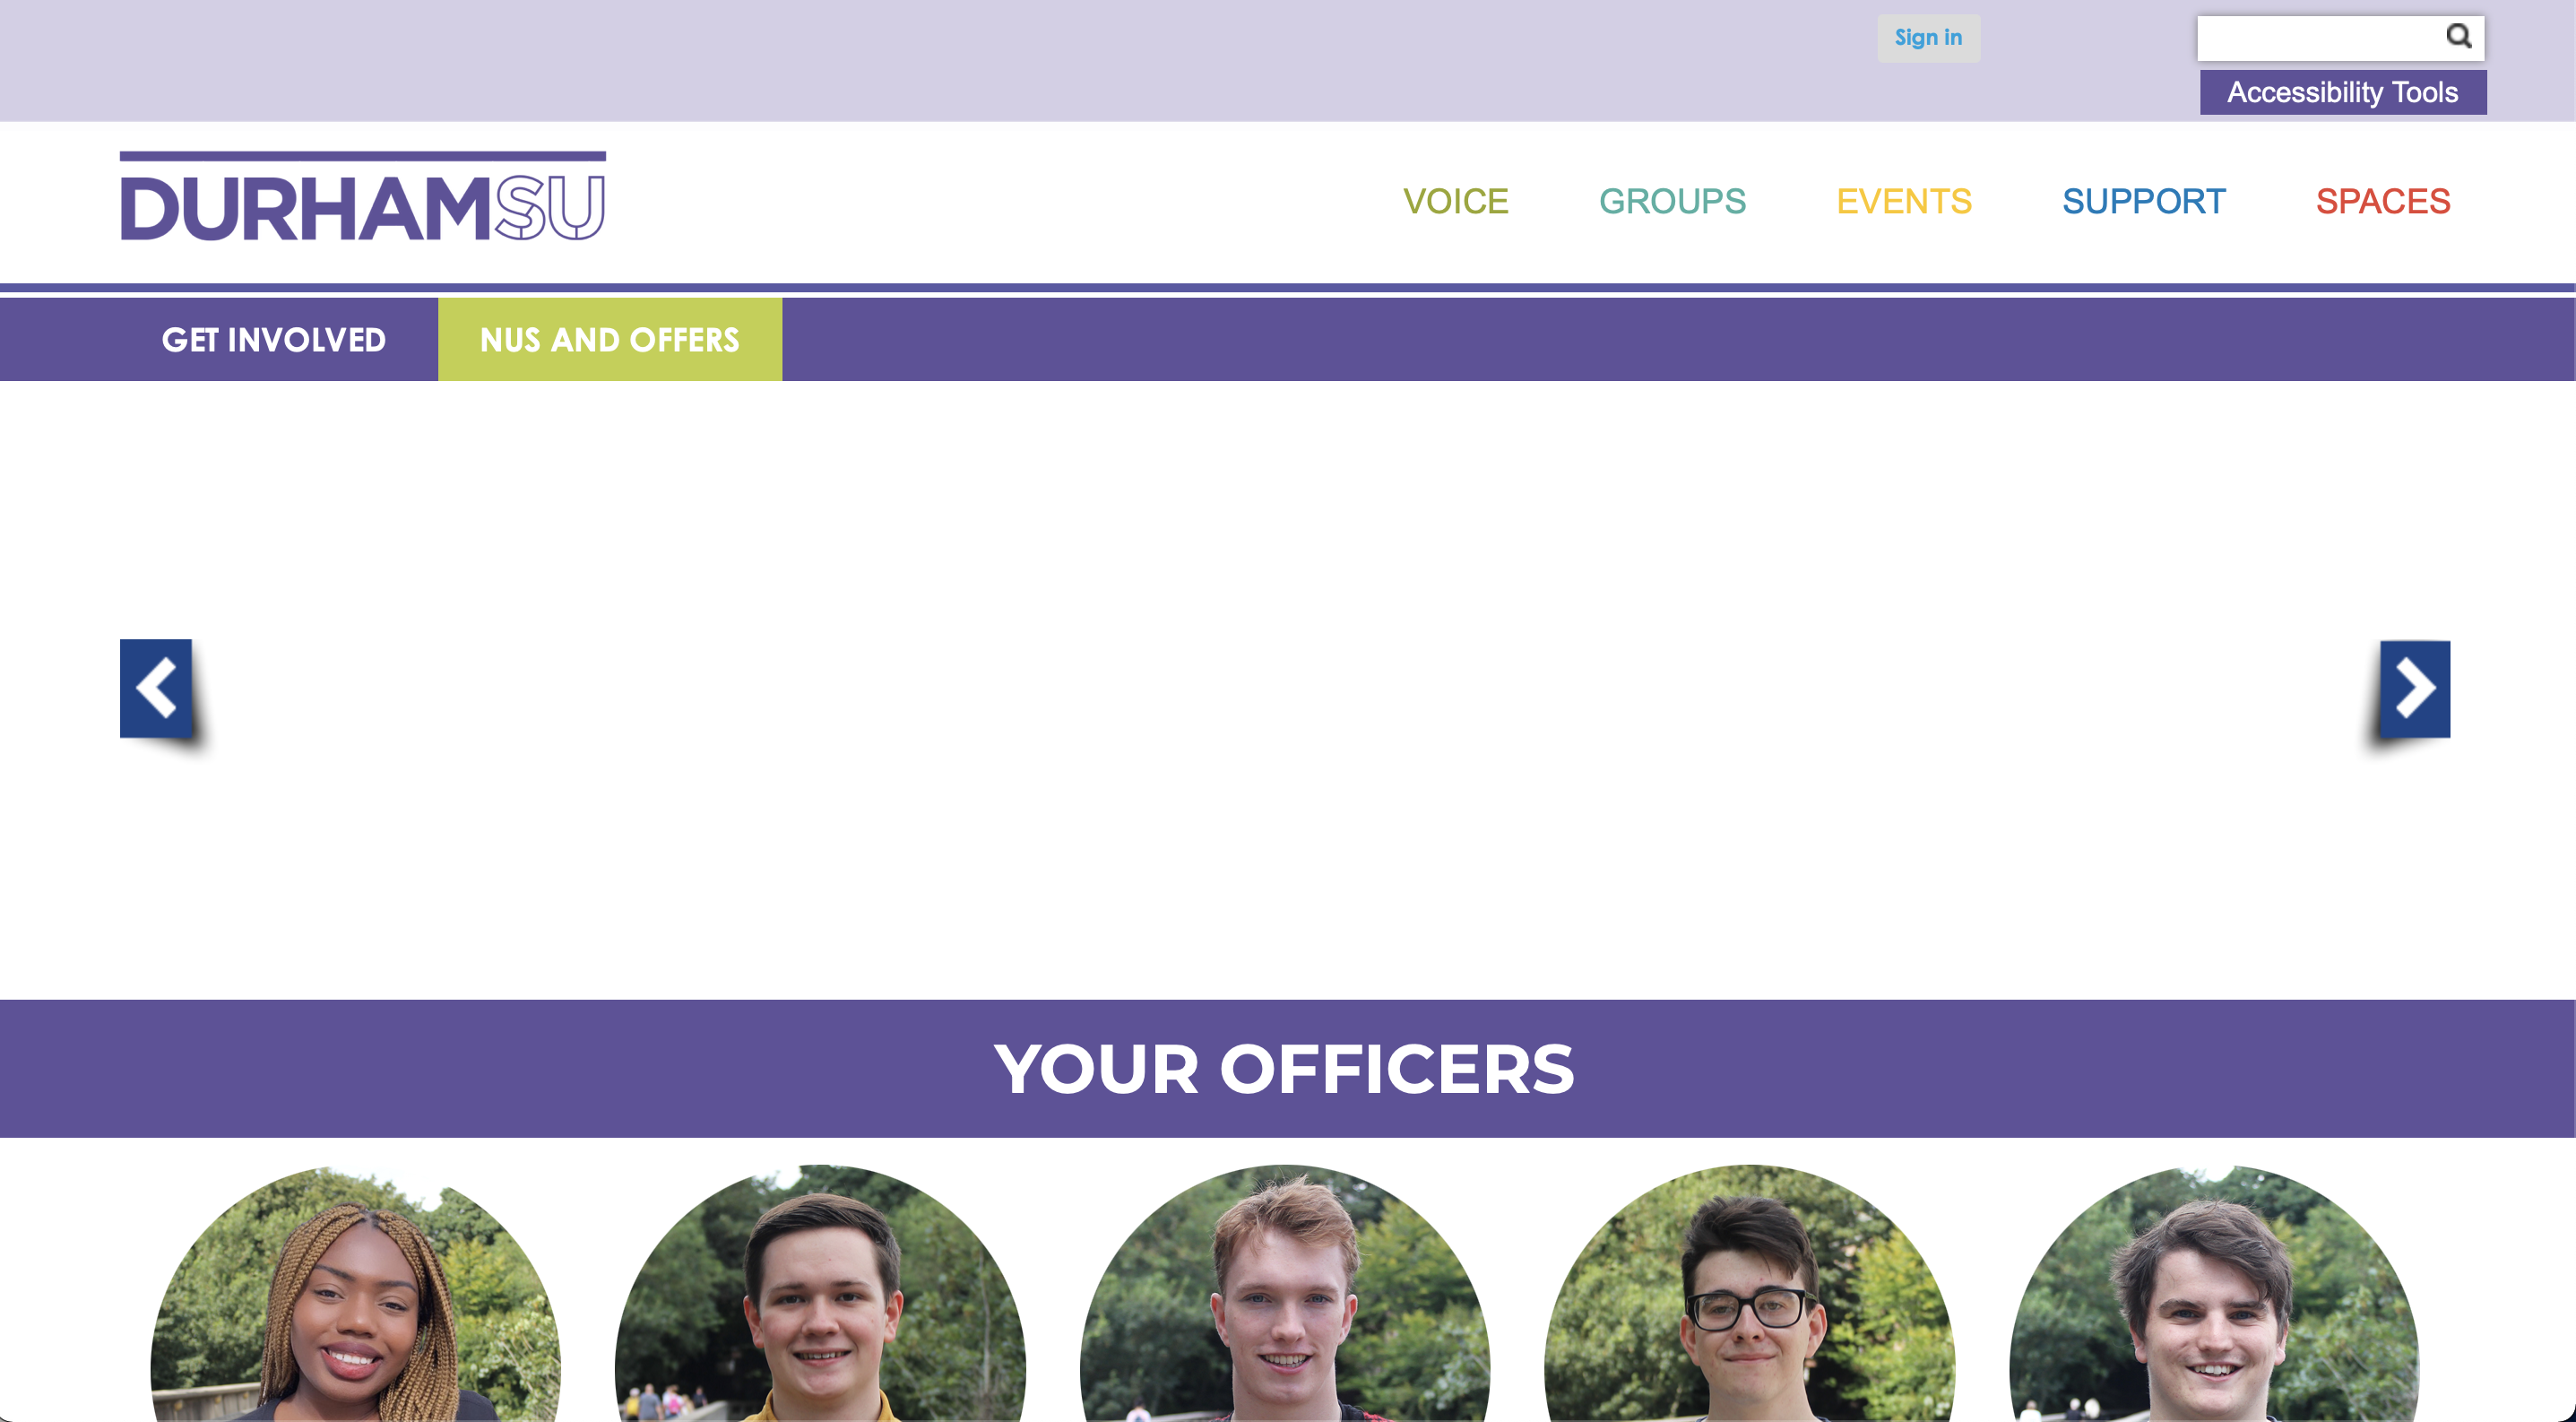 Sign in
Accessibility Tools
DURHAMSU
VOICE GROUPS EVENTS SUPPORT SPACES
GET INVOLVED NUS AND OFFERS
YOUR OFFICERS